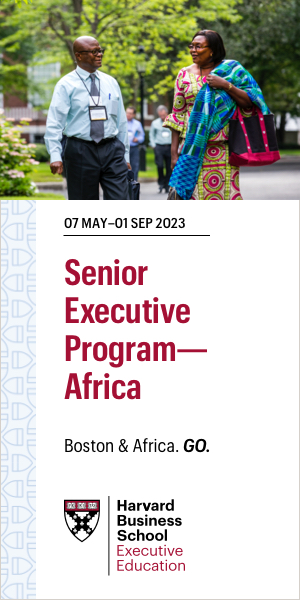 07 MAY–01 SEP 2023
Senior
Executive
Program—
Africa
Boston & Africa. GO.
Harvard
Business
School
Executive
Education